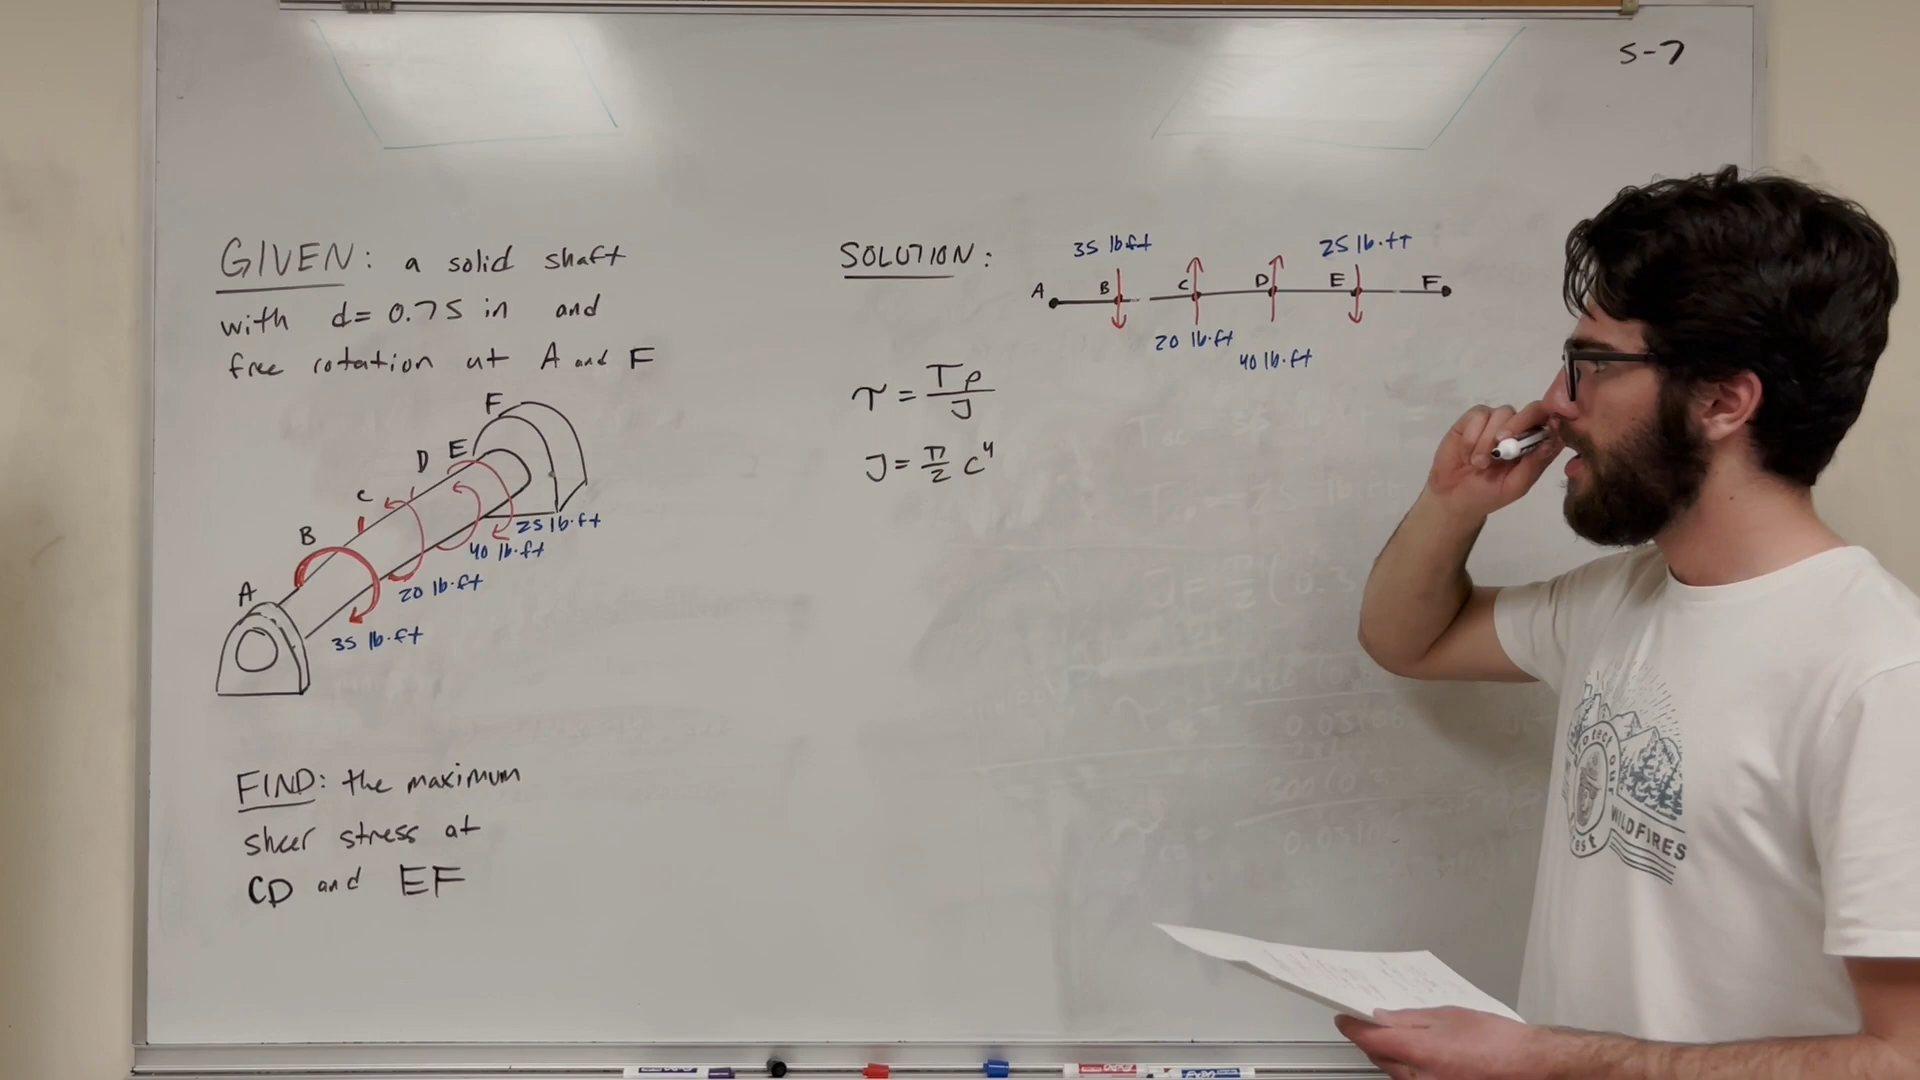 S-7
GIVEN: a solid shaft
with d= 0.75 in and
free rotation at A and F
F
E
D
C
B
A
25 lb·ft
40 lb·ft
20 lb·ft
35 lb·ft
FIND: the maximum
sheer stress at
CD and EF
SOLUTION:
35 lb·ft
25 lb·ft
A B C D E F
20 lb·ft
40 lb·ft
τ = Tρ/J
J = π/2 c⁴
WILDFIRES